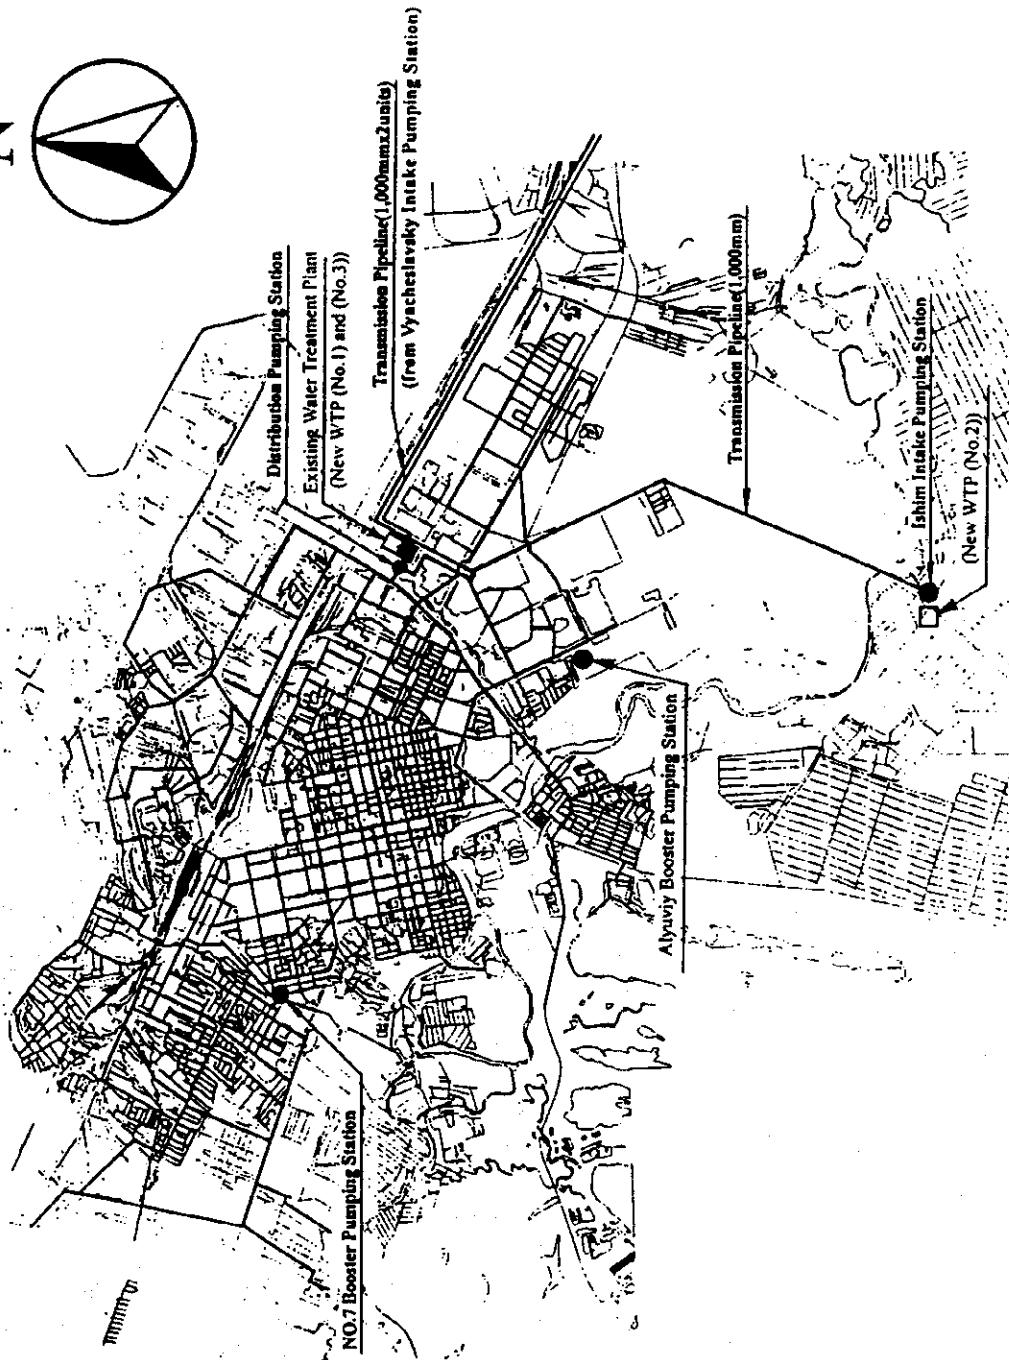 N
Distribution Pumping Station
Existing Water Treatment Plant
(New WTP (No.1) and (No.3))
Transmission Pipeline(1,000mmx2units)
(from Vyacheslavsky Intake Pumping Station)
Transmission Pipeline(1,000mm)
Ishim Intake Pumping Station
(New WTP (No.2))
Alyuviy Booster Pumping Station
NO.7 Booster Pumping Station